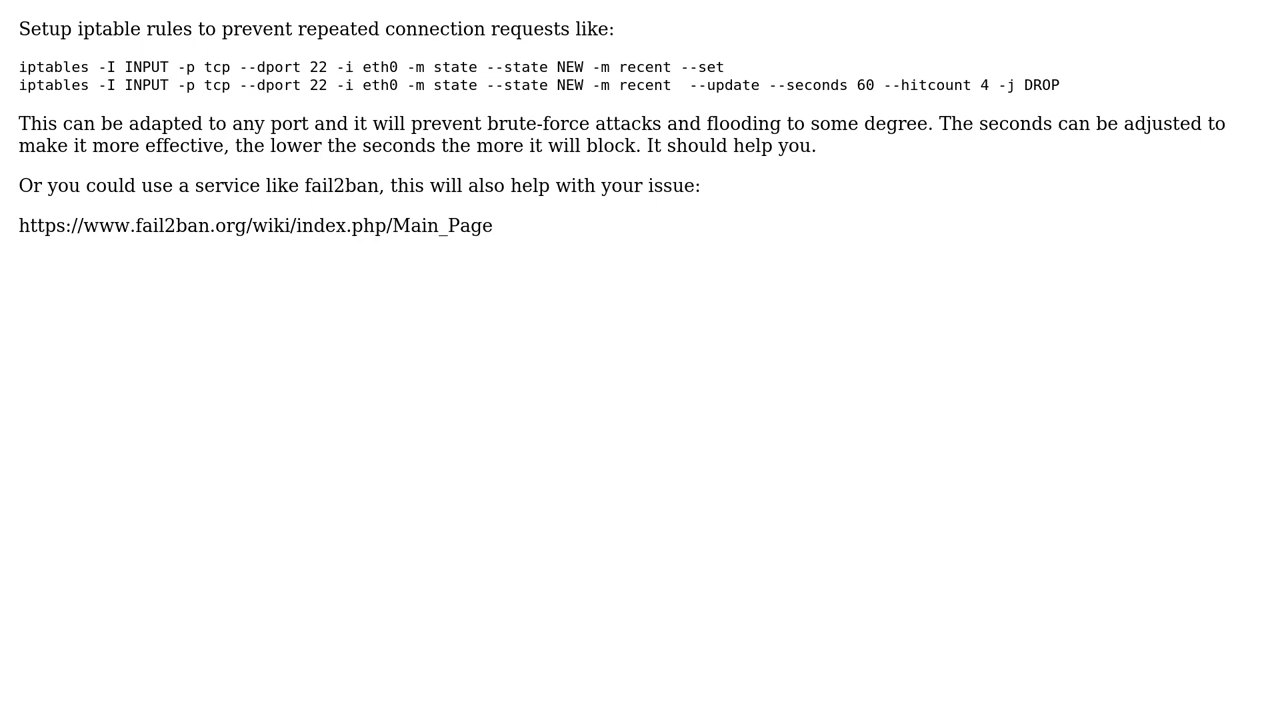 Setup iptable rules to prevent repeated connection requests like:
iptables -I INPUT -p tcp --dport 22 -i eth0 -m state --state NEW -m recent --set
iptables -I INPUT -p tcp --dport 22 -i eth0 -m state --state NEW -m recent  --update --seconds 60 --hitcount 4 -j DROP
This can be adapted to any port and it will prevent brute-force attacks and flooding to some degree. The seconds can be adjusted to
make it more effective, the lower the seconds the more it will block. It should help you.
Or you could use a service like fail2ban, this will also help with your issue:
https://www.fail2ban.org/wiki/index.php/Main_Page